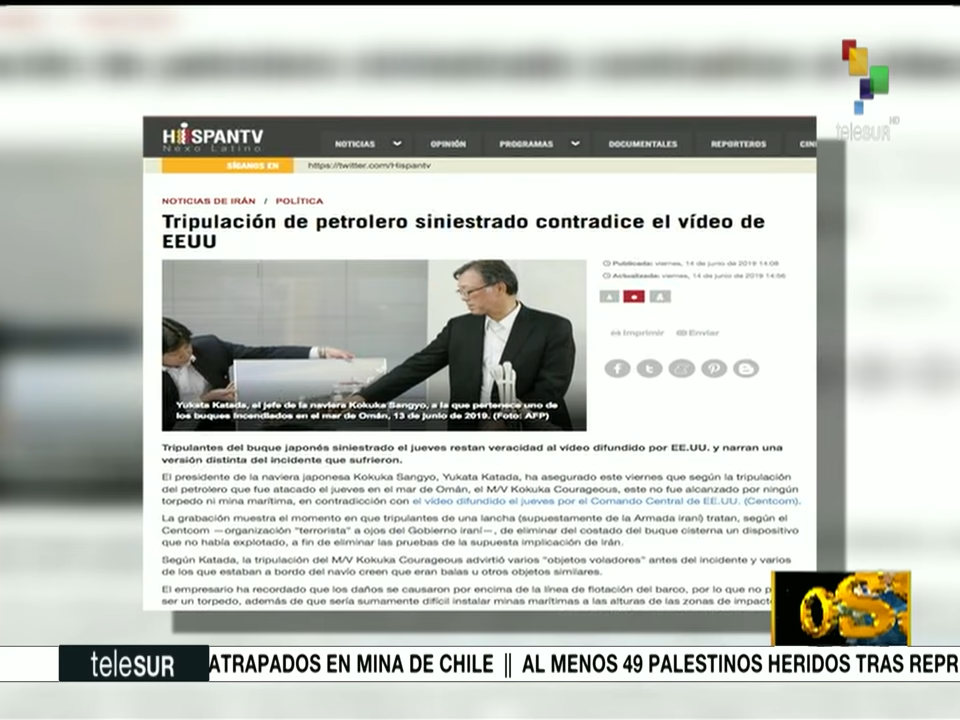 HISPANTV
Nexo Latino
NOTICIAS OPINIÓN PROGRAMAS DOCUMENTALES REPORTEROS CIN
SÍGANOS EN https://twitter.com/Hispantv
teleSUR HD
NOTICIAS DE IRÁN / POLÍTICA
Tripulación de petrolero siniestrado contradice el vídeo de
EEUU
Publicada: viernes, 14 de junio de 2019 14:08
Actualizada: viernes, 14 de junio de 2019 14:56
Imprimir Enviar
Yukata Katada, el jefe de la naviera Kokuka Sangyo, a la que pertenece uno de
los buques incendiados en el mar de Omán, 13 de junio de 2019. (Foto: AFP)
Tripulantes del buque japonés siniestrado el jueves restan veracidad al vídeo difundido por EE.UU. y narran una
versión distinta del incidente que sufrieron.
El presidente de la naviera japonesa Kokuka Sangyo, Yukata Katada, ha asegurado este viernes que según la tripulación
del petrolero que fue atacado el jueves en el mar de Omán, el M/V Kokuka Courageous, este no fue alcanzado por ningún
torpedo ni mina marítima, en contradicción con el vídeo difundido el jueves por el Comando Central de EE.UU. (Centcom).
La grabación muestra el momento en que tripulantes de una lancha (supuestamente de la Armada iraní) tratan, según el
Centcom —organización "terrorista" a ojos del Gobierno iraní—, de eliminar del costado del buque cisterna un dispositivo
que no había explotado, a fin de eliminar las pruebas de la supuesta implicación de Irán.
Según Katada, la tripulación del M/V Kokuka Courageous advirtió varios "objetos voladores" antes del incidente y varios
de los que estaban a bordo del navío creen que eran balas u otros objetos similares.
El empresario ha recordado que los daños se causaron por encima de la línea de flotación del barco, por lo que no p
ser un torpedo, además de que sería sumamente difícil instalar minas marítimas a las alturas de las zonas de impacto
teleSUR ATRAPADOS EN MINA DE CHILE || AL MENOS 49 PALESTINOS HERIDOS TRAS REPR